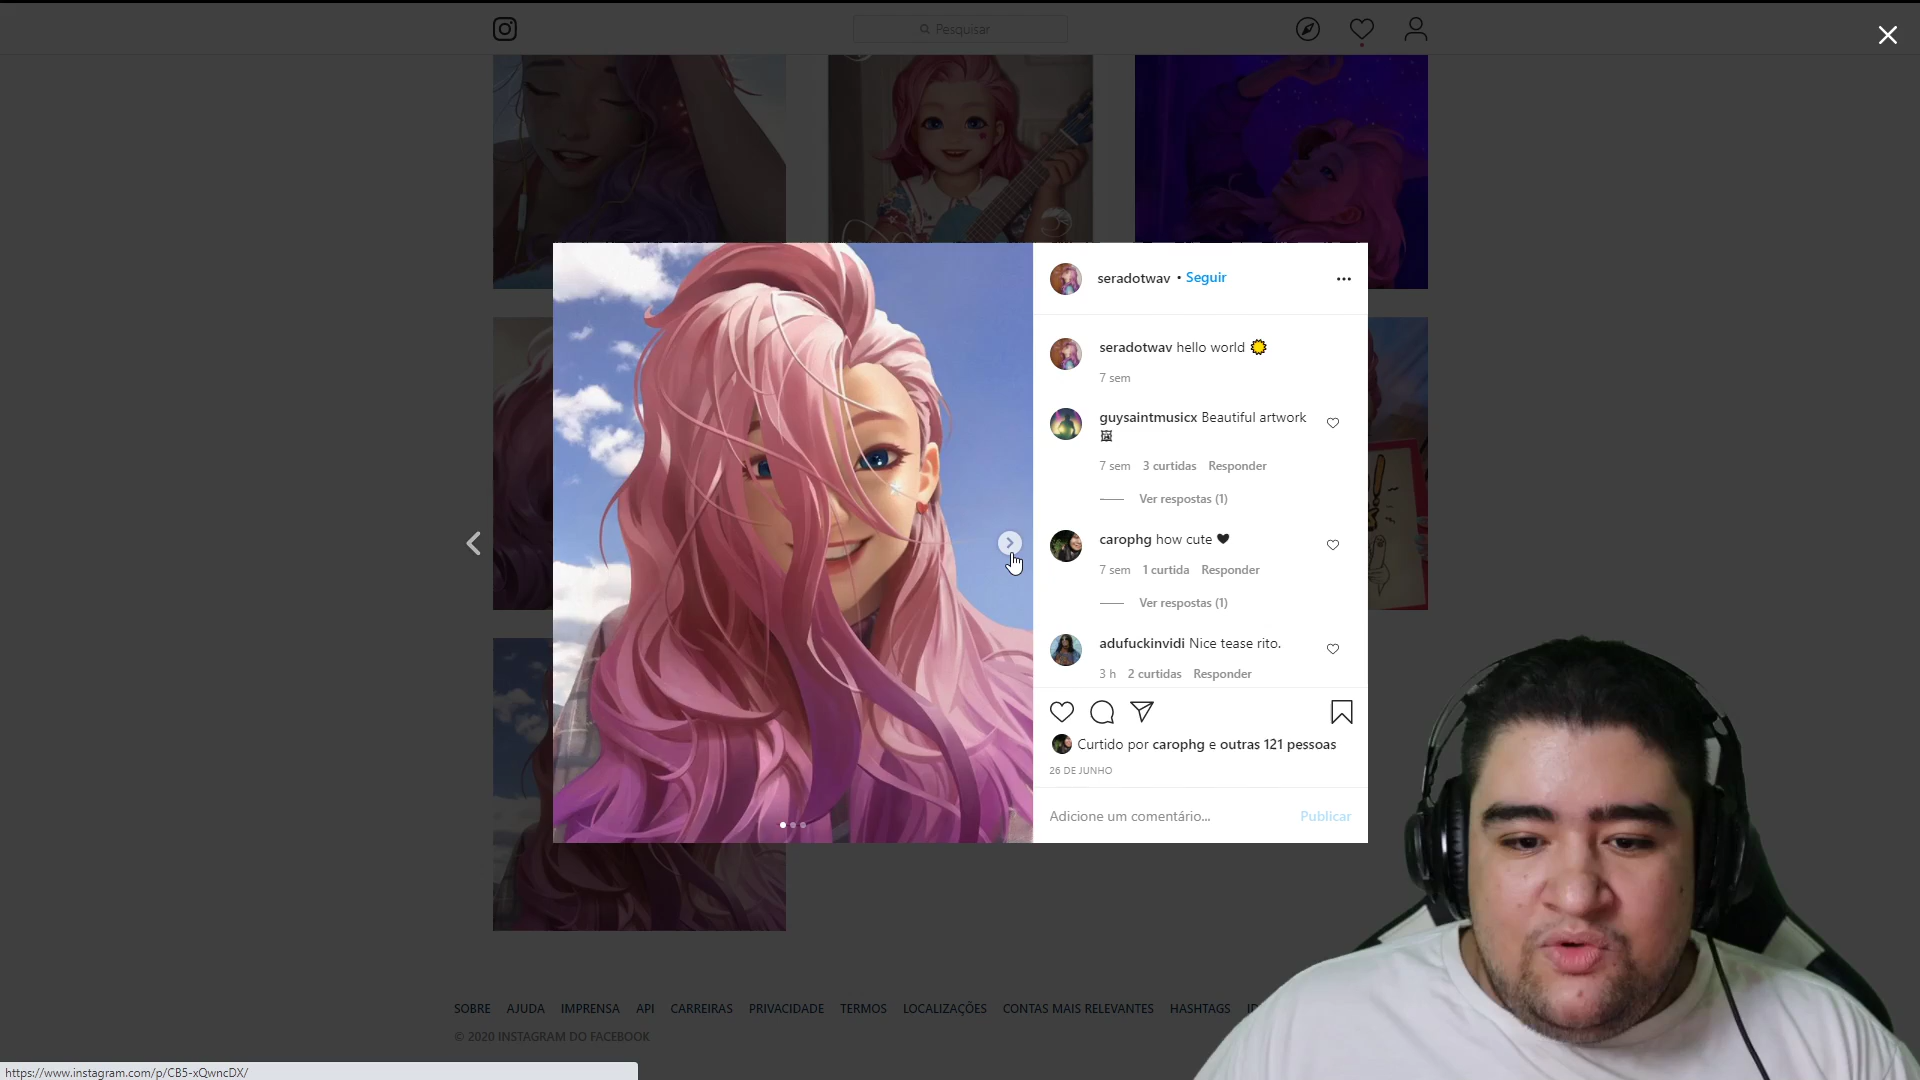 Pesquisar
seradotwav • Seguir
seradotwav hello world
7 sem
guysaintmusicx Beautiful artwork
7 sem 3 curtidas Responder
Ver respostas (1)
carophg how cute 🖤
7 sem 1 curtida Responder
Ver respostas (1)
adufuckinvidi Nice tease rito.
3 h 2 curtidas Responder
Curtido por carophg e outras 121 pessoas
26 DE JUNHO
Adicione um comentário... Publicar
SOBRE AJUDA IMPRENSA API CARREIRAS PRIVACIDADE TERMOS LOCALIZAÇÕES CONTAS MAIS RELEVANTES HASHTAGS
© 2020 INSTAGRAM DO FACEBOOK
https://www.instagram.com/p/CB5-xQwncDX/